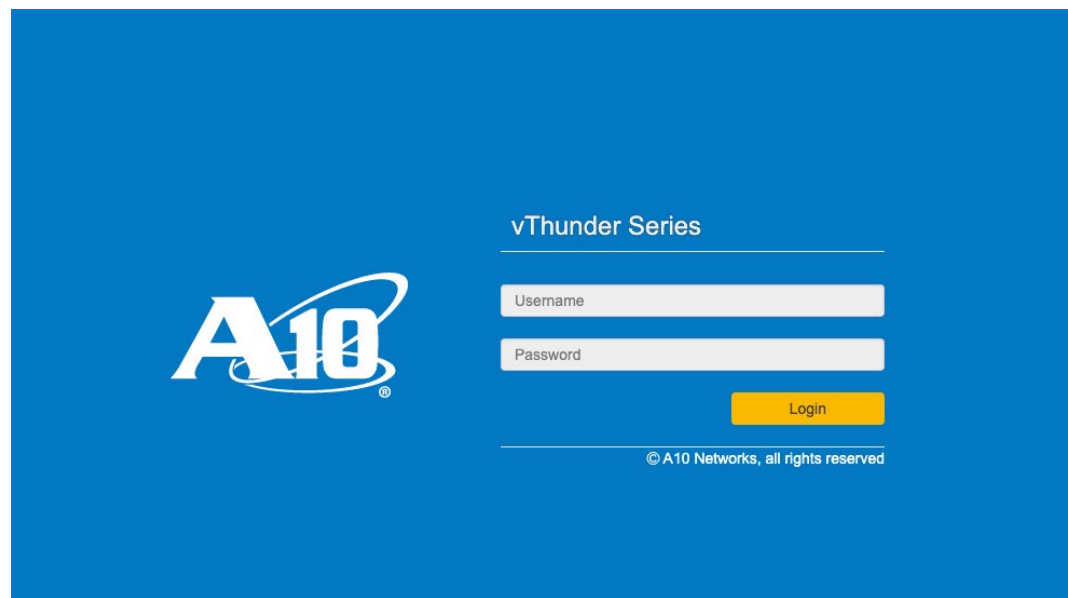 vThunder Series
A10
®
Username
Password
Login
© A10 Networks, all rights reserved